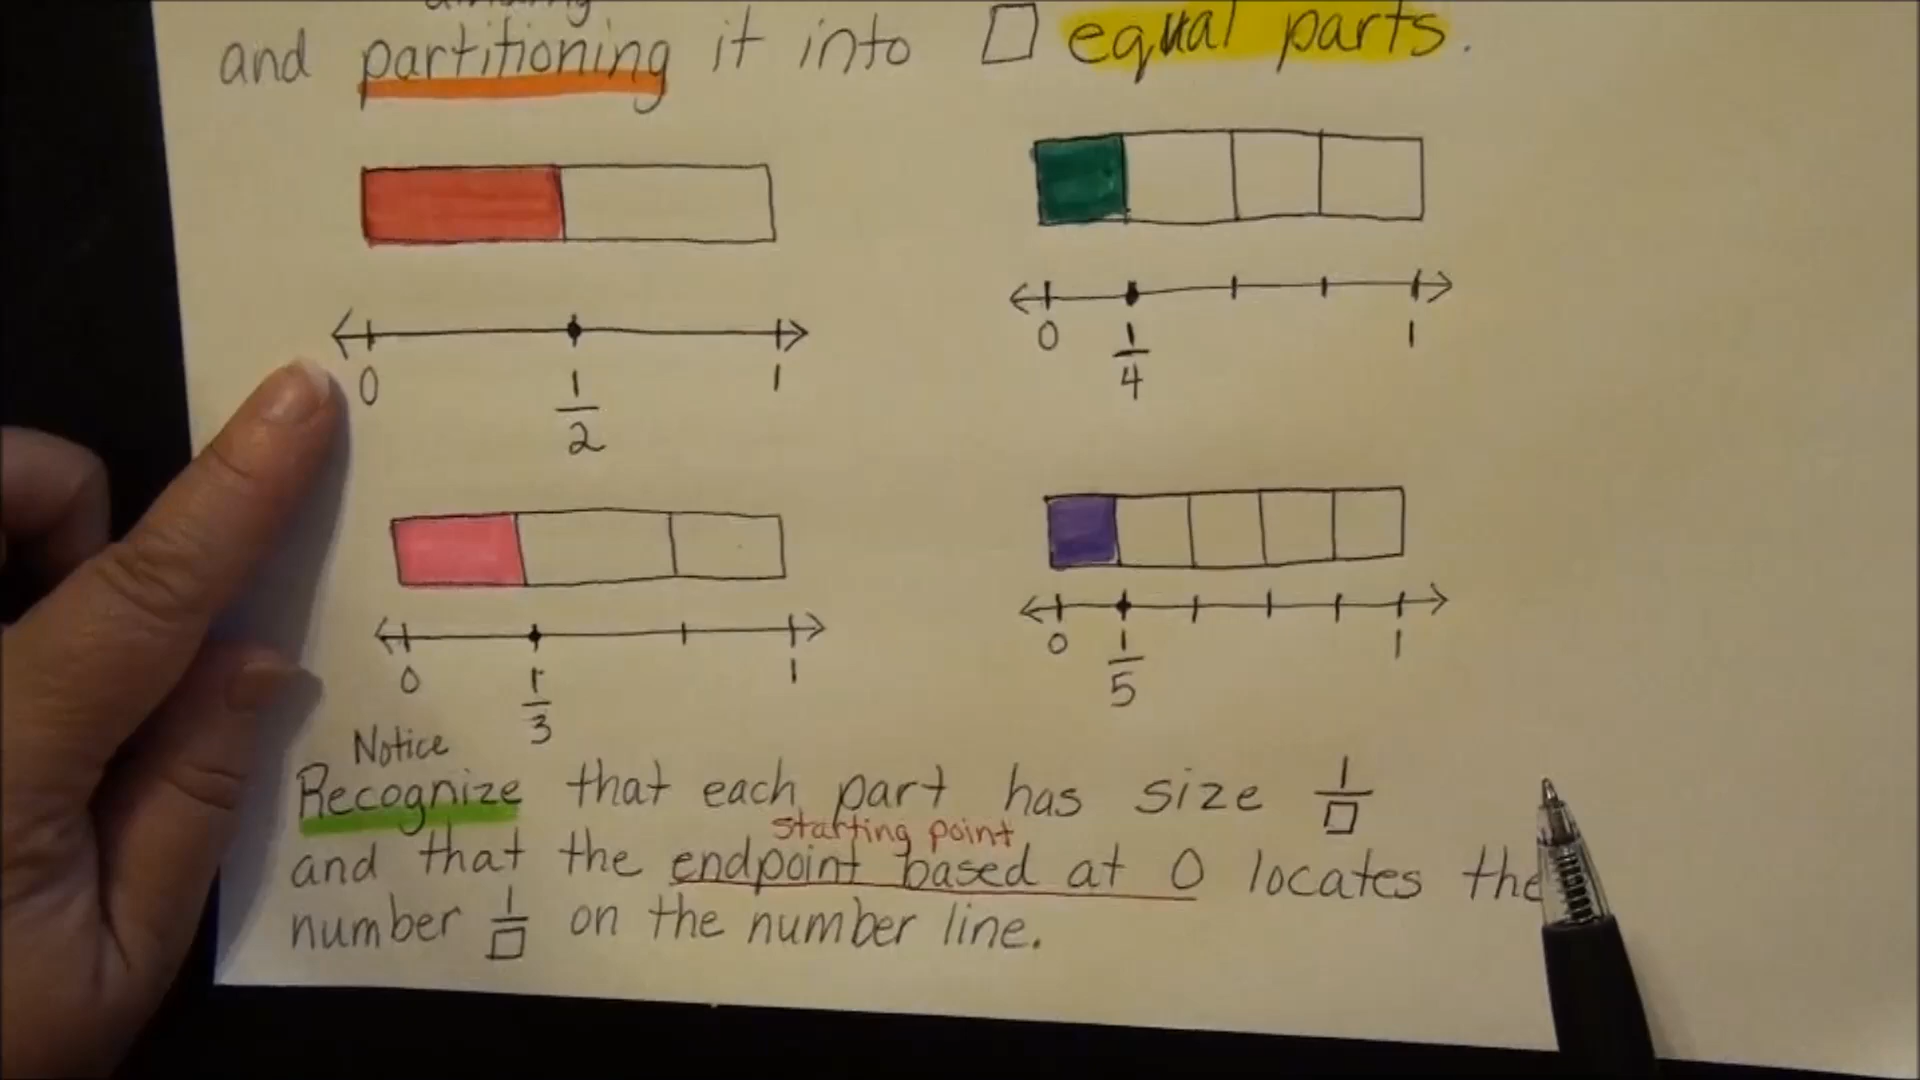 and partitioning it into □ equal parts.
0 1/2 1
0 1/4 1
0 1/3 1
0 1/5 1
Notice
Recognize that each part has size 1/□
starting point
and that the endpoint based at 0 locates the
number 1/□ on the number line.